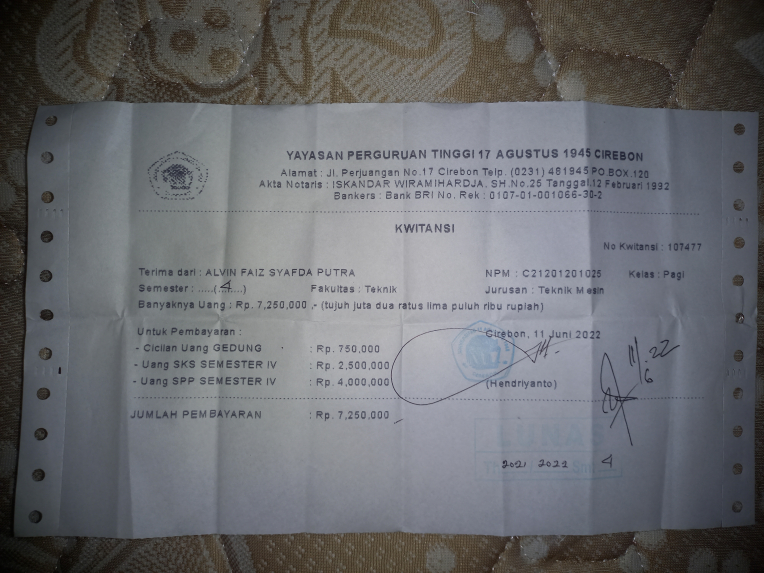 YAYASAN PERGURUAN TINGGI 17 AGUSTUS 1945 CIREBON
Alamat : Jl. Perjuangan No.17 Cirebon Telp. (0231) 481945 PO.BOX.120
Akta Notaris : ISKANDAR WIRAMIHARDJA. SH.No.25 Tanggal.12 Februari 1992
Bankers : Bank BRI No. Rek : 0107-01-001066-30-2
KWITANSI
No Kwitansi : 107477
Terima dari : ALVIN FAIZ SYAFDA PUTRA NPM : C21201201025 Kelas : Pagi
Semester : .....(4........) Fakultas : Teknik Jurusan : Teknik Mesin
Banyaknya Uang : Rp. 7,250,000 ,- (tujuh juta dua ratus lima puluh ribu rupiah)
Untuk Pembayaran : Cirebon, 11 Juni 2022
- Cicilan Uang GEDUNG : Rp. 750,000
- Uang SKS SEMESTER IV : Rp. 2,500,000
- Uang SPP SEMESTER IV : Rp. 4,000,000 (Hendriyanto)
11/6 22
JUMLAH PEMBAYARAN : Rp. 7,250,000
LUNAS
2021 2022 4